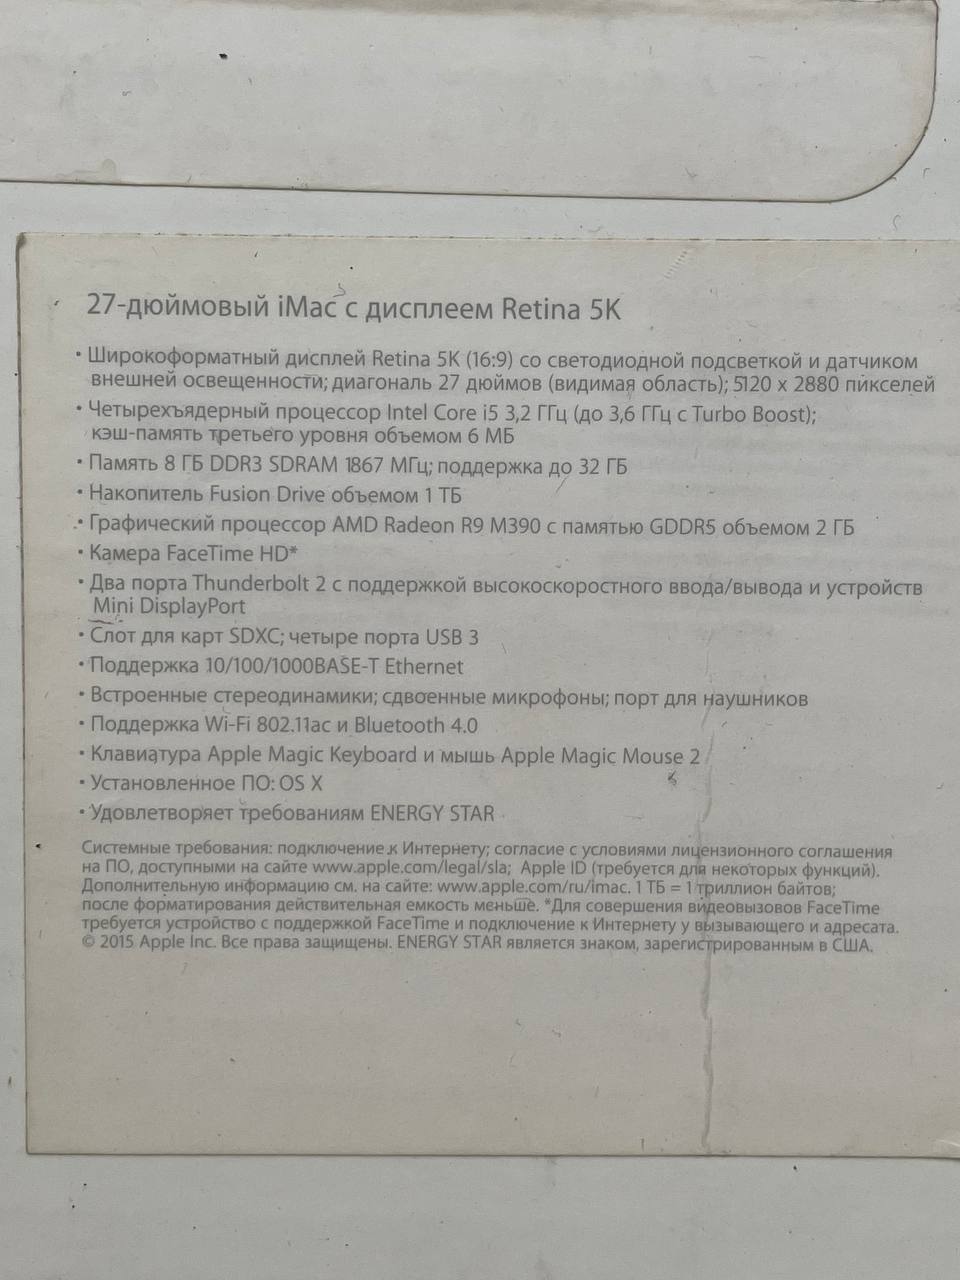 27-дюймовый iMac с дисплеем Retina 5K
• Широкоформатный дисплей Retina 5K (16:9) со светодиодной подсветкой и датчиком
внешней освещенности; диагональ 27 дюймов (видимая область); 5120 x 2880 пикселей
• Четырехъядерный процессор Intel Core i5 3,2 ГГц (до 3,6 ГГц с Turbo Boost);
кэш-память третьего уровня объемом 6 МБ
• Память 8 ГБ DDR3 SDRAM 1867 МГц; поддержка до 32 ГБ
• Накопитель Fusion Drive объемом 1 ТБ
• Графический процессор AMD Radeon R9 M390 с памятью GDDR5 объемом 2 ГБ
• Камера FaceTime HD*
• Два порта Thunderbolt 2 с поддержкой высокоскоростного ввода/вывода и устройств
Mini DisplayPort
• Слот для карт SDXC; четыре порта USB 3
• Поддержка 10/100/1000BASE-T Ethernet
• Встроенные стереодинамики; сдвоенные микрофоны; порт для наушников
• Поддержка Wi-Fi 802.11ac и Bluetooth 4.0
• Клавиатура Apple Magic Keyboard и мышь Apple Magic Mouse 2
• Установленное ПО: OS X
• Удовлетворяет требованиям ENERGY STAR
Системные требования: подключение к Интернету; согласие с условиями лицензионного соглашения
на ПО, доступными на сайте www.apple.com/legal/sla; Apple ID (требуется для некоторых функций).
Дополнительную информацию см. на сайте: www.apple.com/ru/imac. 1 ТБ = 1 триллион байтов;
после форматирования действительная емкость меньше. *Для совершения видеовызовов FaceTime
требуется устройство с поддержкой FaceTime и подключение к Интернету у вызывающего и адресата.
© 2015 Apple Inc. Все права защищены. ENERGY STAR является знаком, зарегистрированным в США.